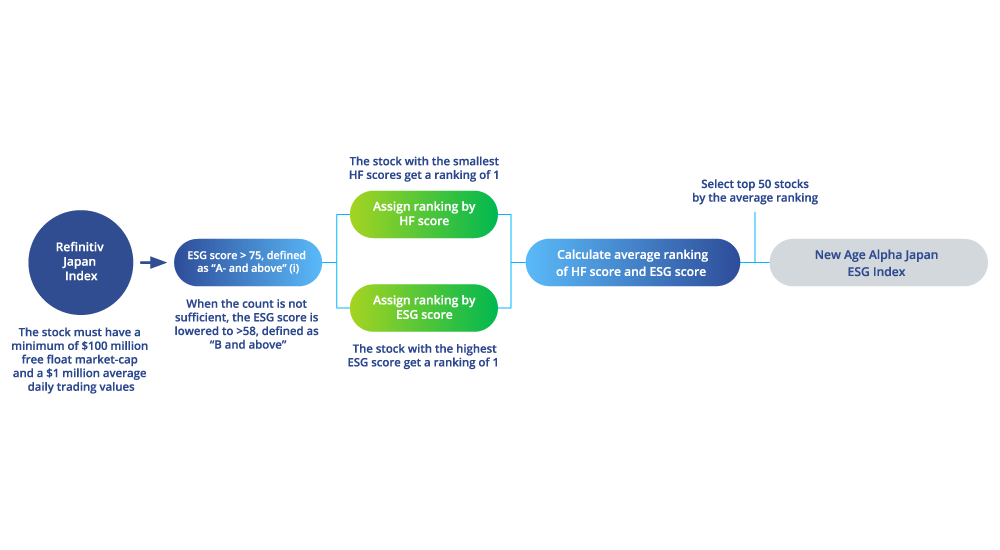 Refinitiv
Japan
Index
The stock must have a
minimum of $100 million
free float market-cap
and a $1 million average
daily trading values
ESG score > 75, defined
as “A- and above” (i)
When the count is not
sufficient, the ESG score is
lowered to >58, defined as
“B and above”
The stock with the smallest
HF scores get a ranking of 1
Assign ranking by
HF score
Assign ranking by
ESG score
The stock with the highest
ESG score get a ranking of 1
Calculate average ranking
of HF score and ESG score
Select top 50 stocks
by the average ranking
New Age Alpha Japan
ESG Index